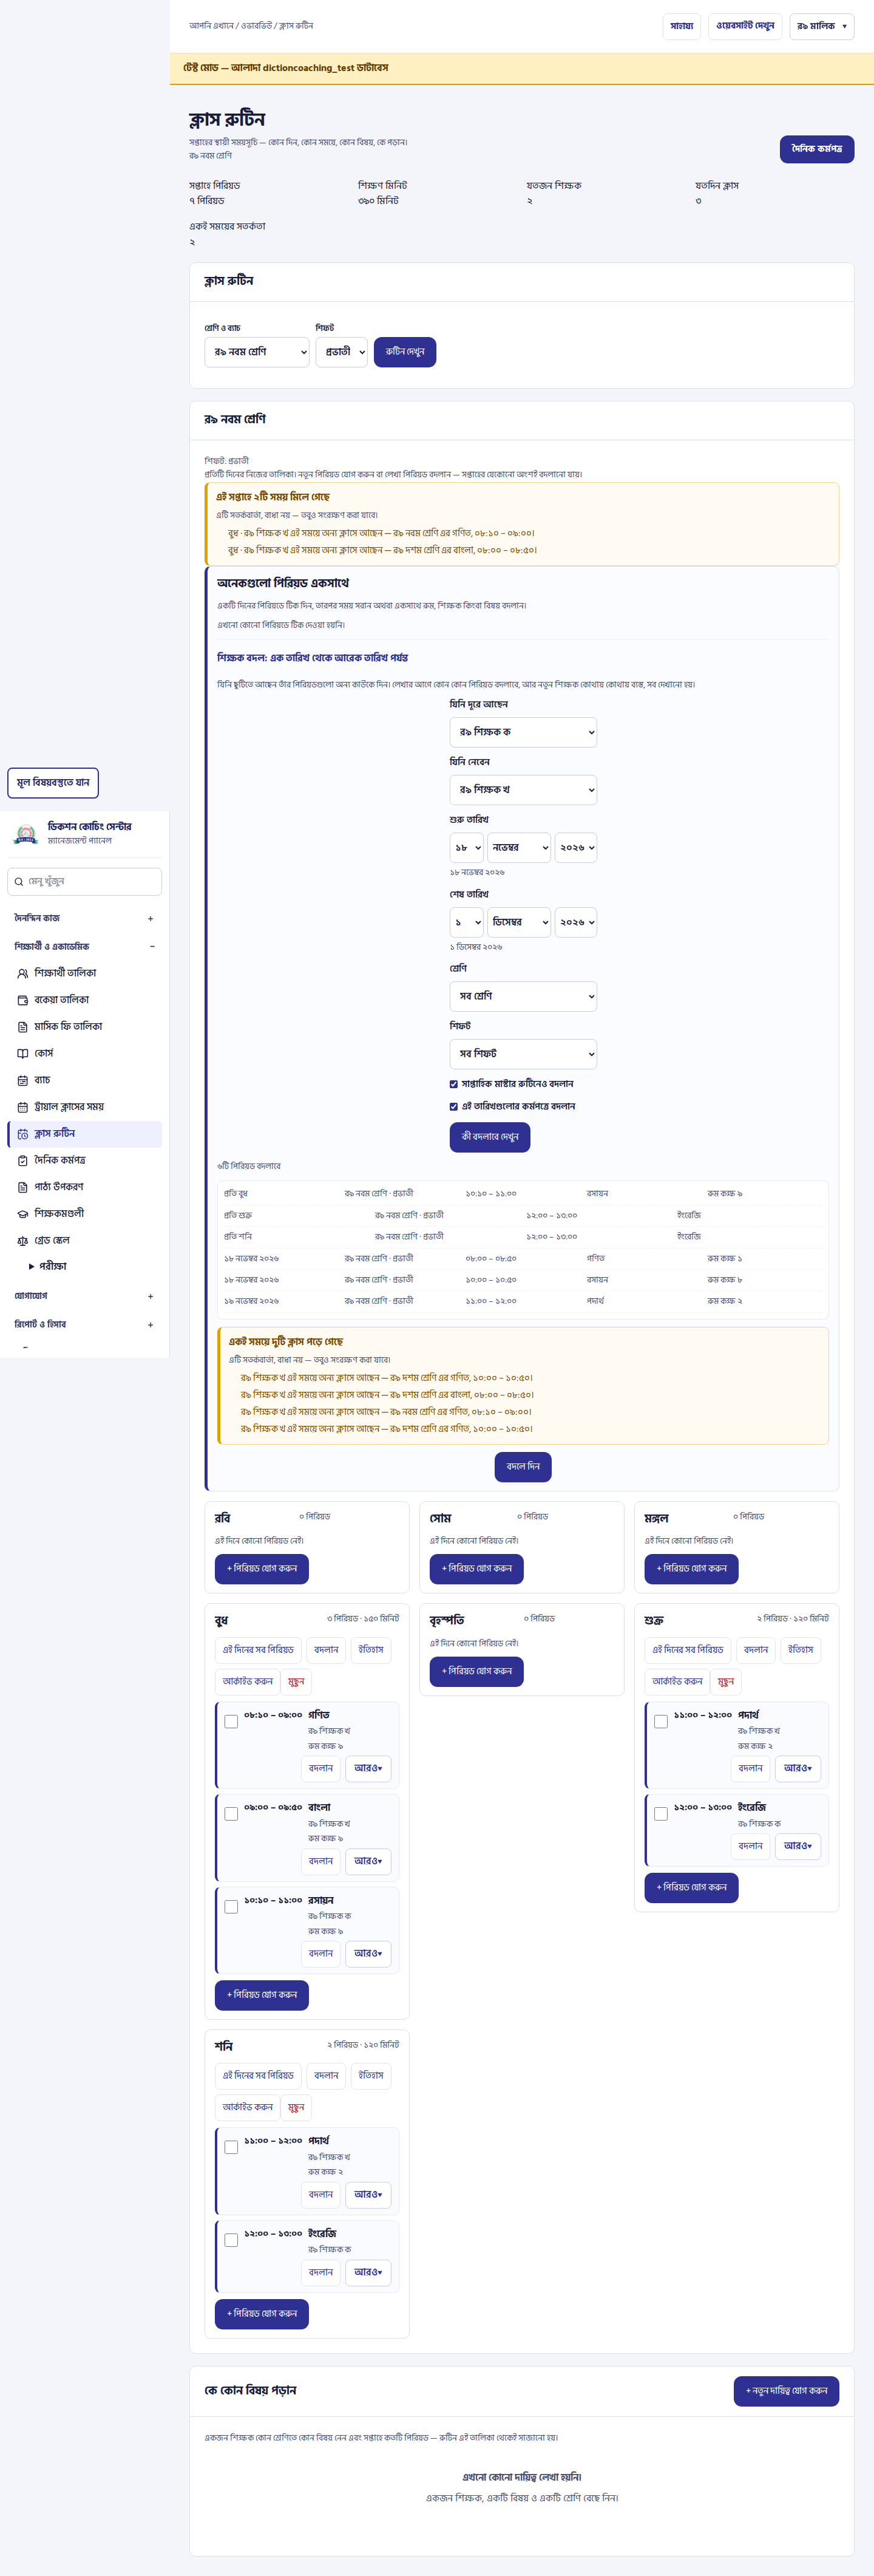 আপনি এখানে / ওভারভিউ / ক্লাস রুটিন
সাহায্য
ওয়েবসাইট দেখুন
র৯ মালিক ▾
টেস্ট মোড — আলাদা dictioncoaching_test ডাটাবেস
ক্লাস রুটিন
সপ্তাহের স্থায়ী সময়সূচি — কোন দিন, কোন সময়ে, কোন বিষয়, কে পড়ান।
র৯ নবম শ্রেণি
দৈনিক কর্মপত্র
সপ্তাহে পিরিয়ড
৭ পিরিয়ড
শিক্ষণ মিনিট
৩৯০ মিনিট
যতজন শিক্ষক
২
যতদিন ক্লাস
৩
একই সময়ের সতর্কতা
২
ক্লাস রুটিন
শ্রেণি ও ব্যাচ
র৯ নবম শ্রেণি
শিফট
প্রভাতী
রুটিন দেখুন
র৯ নবম শ্রেণি
শিফট: প্রভাতী
প্রতিটি দিনের নিজের তালিকা। নতুন পিরিয়ড যোগ করুন বা লেখা পিরিয়ড বদলান — সপ্তাহের যেকোনো অংশই বদলানো যায়।
এই সপ্তাহে ২টি সময় মিলে গেছে
এটি সতর্কবার্তা, বাধা নয় — তবুও সংরক্ষণ করা যাবে।
বুধ · র৯ শিক্ষক খ এই সময়ে অন্য ক্লাসে আছেন — র৯ নবম শ্রেণি এর গণিত, ০৮:১০ – ০৯:০০।
বুধ · র৯ শিক্ষক খ এই সময়ে অন্য ক্লাসে আছেন — র৯ দশম শ্রেণি এর বাংলা, ০৮:০০ – ০৮:৫০।
অনেকগুলো পিরিয়ড একসাথে
একটি দিনের পিরিয়ডে টিক দিন, তারপর সময় সরান অথবা একসাথে রুম, শিক্ষক কিংবা বিষয় বদলান।
এখনো কোনো পিরিয়ডে টিক দেওয়া হয়নি।
শিক্ষক বদল: এক তারিখ থেকে আরেক তারিখ পর্যন্ত
যিনি ছুটিতে আছেন তাঁর পিরিয়ডগুলো অন্য কাউকে দিন। লেখার আগে কোন কোন পিরিয়ড বদলাবে, আর নতুন শিক্ষক কোথায় কোথায় ব্যস্ত, সব দেখানো হয়।
যিনি দূরে আছেন
র৯ শিক্ষক ক
যিনি নেবেন
র৯ শিক্ষক খ
শুরু তারিখ
১৮ নভেম্বর ২০২৬
১৮ নভেম্বর ২০২৬
শেষ তারিখ
১ ডিসেম্বর ২০২৬
১ ডিসেম্বর ২০২৬
শ্রেণি
সব শ্রেণি
শিফট
সব শিফট
সাপ্তাহিক মাস্টার রুটিনেও বদলান
এই তারিখগুলোর কর্মপত্রে বদলান
কী বদলাবে দেখুন
৬টি পিরিয়ড বদলাবে
প্রতি বুধ র৯ নবম শ্রেণি · প্রভাতী ১০:১০ – ১১:০০ রসায়ন রুম কক্ষ ৯
প্রতি শুক্র র৯ নবম শ্রেণি · প্রভাতী ১২:০০ – ১৩:০০ ইংরেজি
প্রতি শনি র৯ নবম শ্রেণি · প্রভাতী ১২:০০ – ১৩:০০ ইংরেজি
১৮ নভেম্বর ২০২৬ র৯ নবম শ্রেণি · প্রভাতী ০৮:০০ – ০৮:৫০ গণিত রুম কক্ষ ১
১৮ নভেম্বর ২০২৬ র৯ নবম শ্রেণি · প্রভাতী ১০:০০ – ১০:৫০ রসায়ন রুম কক্ষ ৮
১৯ নভেম্বর ২০২৬ র৯ নবম শ্রেণি · প্রভাতী ১১:০০ – ১২:০০ পদার্থ রুম কক্ষ ২
একই সময়ে দুটি ক্লাস পড়ে গেছে
এটি সতর্কবার্তা, বাধা নয় — তবুও সংরক্ষণ করা যাবে।
র৯ শিক্ষক খ এই সময়ে অন্য ক্লাসে আছেন — র৯ দশম শ্রেণি এর গণিত, ১০:০০ – ১০:৫০।
র৯ শিক্ষক খ এই সময়ে অন্য ক্লাসে আছেন — র৯ দশম শ্রেণি এর বাংলা, ০৮:০০ – ০৮:৫০।
র৯ শিক্ষক খ এই সময়ে অন্য ক্লাসে আছেন — র৯ নবম শ্রেণি এর গণিত, ০৮:১০ – ০৯:০০।
র৯ শিক্ষক খ এই সময়ে অন্য ক্লাসে আছেন — র৯ দশম শ্রেণি এর গণিত, ১০:০০ – ১০:৫০।
বদলে দিন
মূল বিষয়বস্তুতে যান
ডিকশন কোচিং সেন্টার
ম্যানেজমেন্ট প্যানেল
মেনু খুঁজুন
দৈনন্দিন কাজ +
শিক্ষার্থী ও একাডেমিক −
শিক্ষার্থী তালিকা
বকেয়া তালিকা
মাসিক ফি তালিকা
কোর্স
ব্যাচ
ট্রায়াল ক্লাসের সময়
ক্লাস রুটিন
দৈনিক কর্মপত্র
পাঠ্য উপকরণ
শিক্ষকমণ্ডলী
গ্রেড স্কেল
▶ পরীক্ষা
যোগাযোগ +
রিপোর্ট ও হিসাব +
রবি ০ পিরিয়ড
এই দিনে কোনো পিরিয়ড নেই।
+ পিরিয়ড যোগ করুন
সোম ০ পিরিয়ড
এই দিনে কোনো পিরিয়ড নেই।
+ পিরিয়ড যোগ করুন
মঙ্গল ০ পিরিয়ড
এই দিনে কোনো পিরিয়ড নেই।
+ পিরিয়ড যোগ করুন
বুধ ৩ পিরিয়ড · ১৫০ মিনিট
এই দিনের সব পিরিয়ড বদলান ইতিহাস
আর্কাইভ করুন মুছুন
০৮:১০ – ০৯:০০ গণিত
র৯ শিক্ষক খ
রুম কক্ষ ৯
বদলান আরও▾
০৯:০০ – ০৯:৫০ বাংলা
র৯ শিক্ষক খ
রুম কক্ষ ৯
বদলান আরও▾
১০:১০ – ১১:০০ রসায়ন
র৯ শিক্ষক ক
রুম কক্ষ ৯
বদলান আরও▾
+ পিরিয়ড যোগ করুন
বৃহস্পতি ০ পিরিয়ড
এই দিনে কোনো পিরিয়ড নেই।
+ পিরিয়ড যোগ করুন
শুক্র ২ পিরিয়ড · ১২০ মিনিট
এই দিনের সব পিরিয়ড বদলান ইতিহাস
আর্কাইভ করুন মুছুন
১১:০০ – ১২:০০ পদার্থ
র৯ শিক্ষক খ
রুম কক্ষ ২
বদলান আরও▾
১২:০০ – ১৩:০০ ইংরেজি
র৯ শিক্ষক ক
বদলান আরও▾
+ পিরিয়ড যোগ করুন
শনি ২ পিরিয়ড · ১২০ মিনিট
এই দিনের সব পিরিয়ড বদলান ইতিহাস
আর্কাইভ করুন মুছুন
১১:০০ – ১২:০০ পদার্থ
র৯ শিক্ষক খ
রুম কক্ষ ২
বদলান আরও▾
১২:০০ – ১৩:০০ ইংরেজি
র৯ শিক্ষক ক
বদলান আরও▾
+ পিরিয়ড যোগ করুন
কে কোন বিষয় পড়ান
+ নতুন দায়িত্ব যোগ করুন
একজন শিক্ষক কোন শ্রেণিতে কোন বিষয় নেন এবং সপ্তাহে কতটি পিরিয়ড — রুটিন এই তালিকা থেকেই সাজানো হয়।
এখনো কোনো দায়িত্ব লেখা হয়নি।
একজন শিক্ষক, একটি বিষয় ও একটি শ্রেণি বেছে নিন।